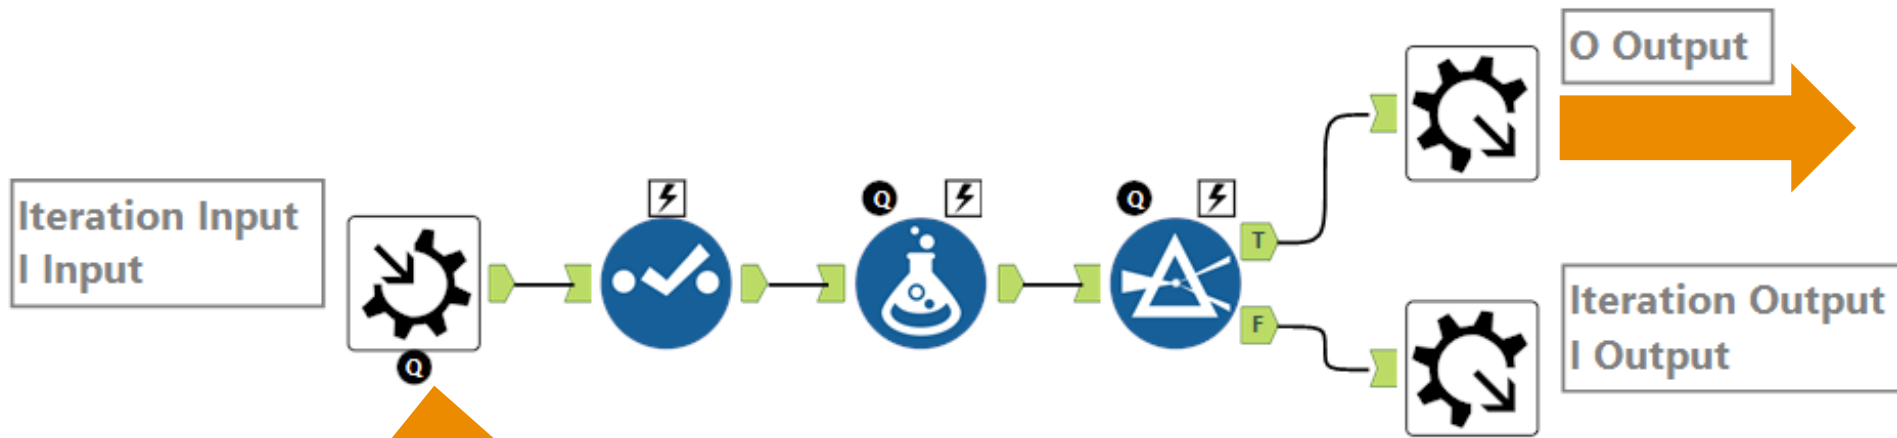 O Output
Iteration Input
I Input
Q
Q
Q
T
F
Iteration Output
I Output